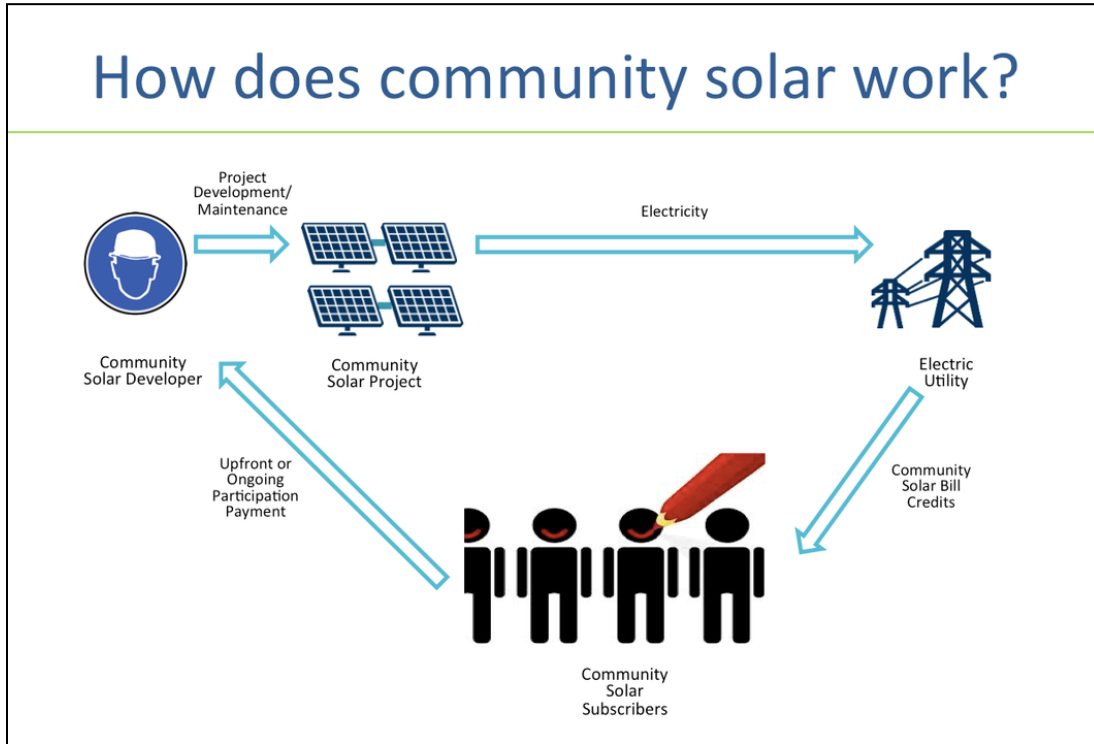 How does community solar work?
Project
Development/
Maintenance
Electricity
Community
Solar Developer
Community
Solar Project
Electric
Utility
Upfront or
Ongoing
Participation
Payment
Community
Solar Bill
Credits
Community
Solar
Subscribers